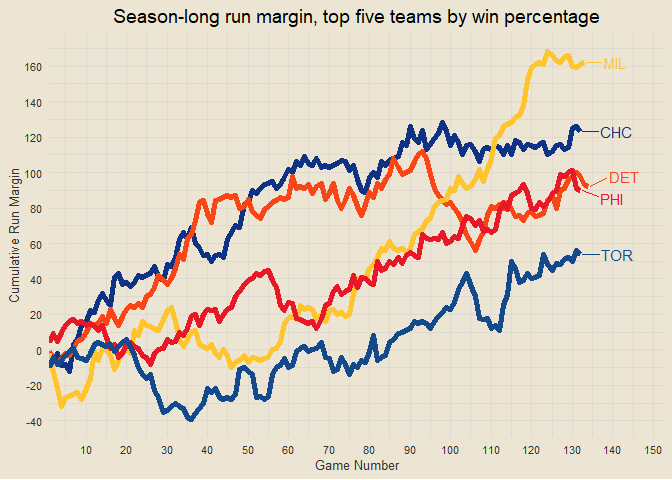 Season-long run margin, top five teams by win percentage
Cumulative Run Margin
160
140
120
100
80
60
40
20
0
-20
-40
MIL
CHC
DET
PHI
TOR
10 20 30 40 50 60 70 80 90 100 110 120 130 140 150
Game Number